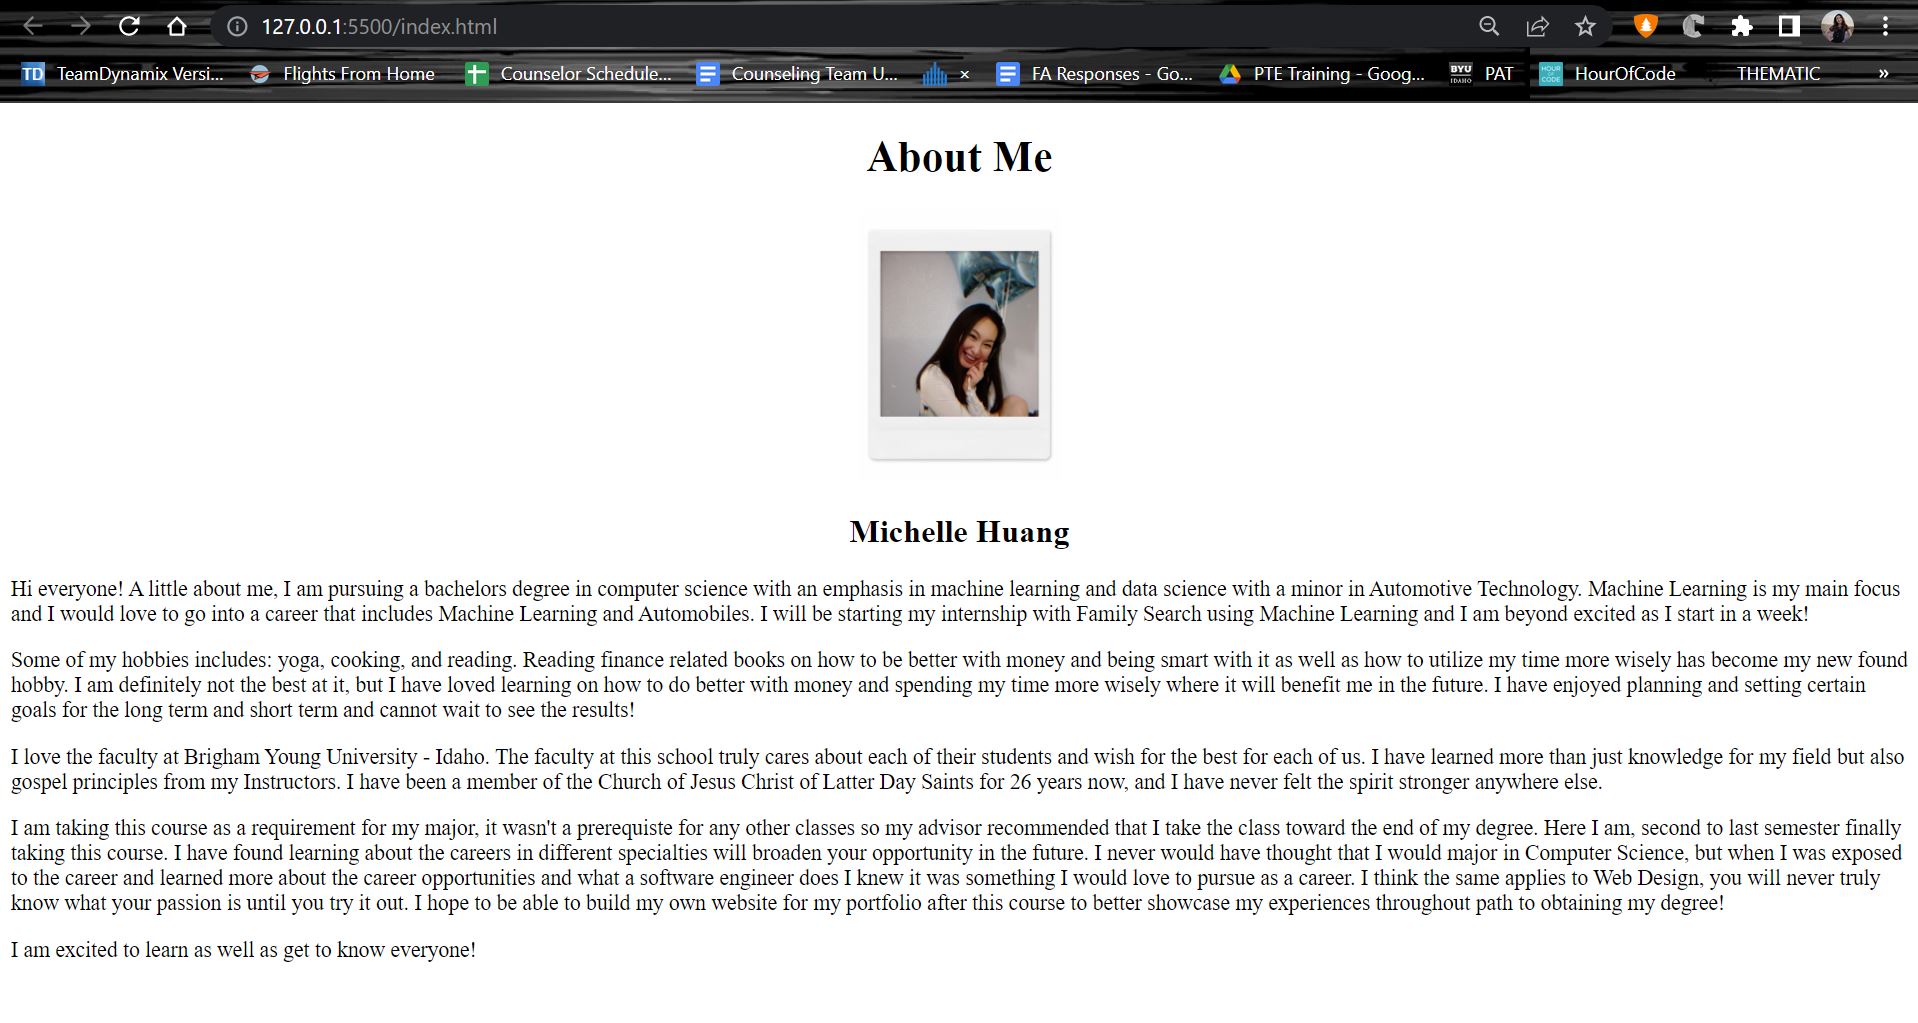 127.0.0.1:5500/index.html
TD TeamDynamix Versi... Flights From Home Counselor Schedule... Counseling Team U... × FA Responses - Go... PTE Training - Goog... BYU IDAHO PAT HOUR OF CODE HourOfCode THEMATIC »
About Me
Michelle Huang
Hi everyone! A little about me, I am pursuing a bachelors degree in computer science with an emphasis in machine learning and data science with a minor in Automotive Technology. Machine Learning is my main focus
and I would love to go into a career that includes Machine Learning and Automobiles. I will be starting my internship with Family Search using Machine Learning and I am beyond excited as I start in a week!
Some of my hobbies includes: yoga, cooking, and reading. Reading finance related books on how to be better with money and being smart with it as well as how to utilize my time more wisely has become my new found
hobby. I am definitely not the best at it, but I have loved learning on how to do better with money and spending my time more wisely where it will benefit me in the future. I have enjoyed planning and setting certain
goals for the long term and short term and cannot wait to see the results!
I love the faculty at Brigham Young University - Idaho. The faculty at this school truly cares about each of their students and wish for the best for each of us. I have learned more than just knowledge for my field but also
gospel principles from my Instructors. I have been a member of the Church of Jesus Christ of Latter Day Saints for 26 years now, and I have never felt the spirit stronger anywhere else.
I am taking this course as a requirement for my major, it wasn't a prerequiste for any other classes so my advisor recommended that I take the class toward the end of my degree. Here I am, second to last semester finally
taking this course. I have found learning about the careers in different specialties will broaden your opportunity in the future. I never would have thought that I would major in Computer Science, but when I was exposed
to the career and learned more about the career opportunities and what a software engineer does I knew it was something I would love to pursue as a career. I think the same applies to Web Design, you will never truly
know what your passion is until you try it out. I hope to be able to build my own website for my portfolio after this course to better showcase my experiences throughout path to obtaining my degree!
I am excited to learn as well as get to know everyone!